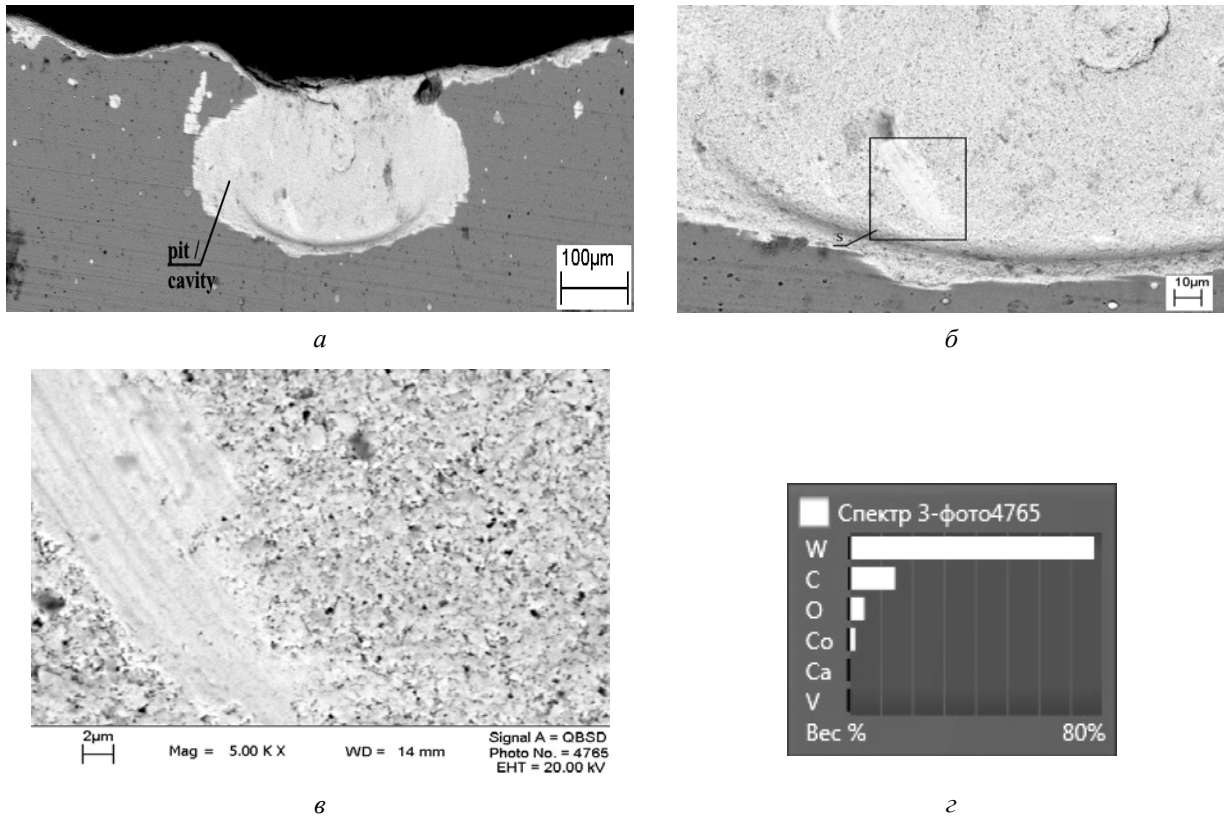 pit /
cavity
100µm
а
s
10µm
б
2µm
Mag = 5.00 K X
WD = 14 mm
Signal A = QBSD
Photo No. = 4765
EHT = 20.00 kV
в
Спектр 3-фото4765
W
C
O
Co
Ca
V
Вес %
80%
г